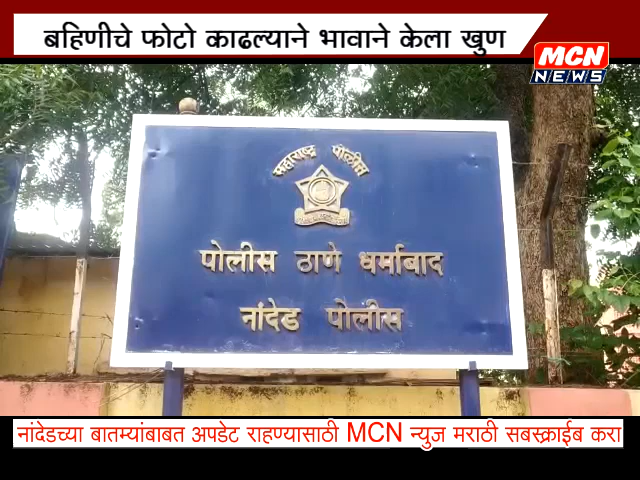 बहिणीचे फोटो काढल्याने भावाने केला खुण
MCN
NEWS
महाराष्ट्र पोलीस
पोलीस ठाणे धर्माबाद
नांदेड पोलीस
नांदेडच्या बातम्यांबाबत अपडेट राहण्यासाठी MCN न्युज मराठी सबस्क्राईब करा